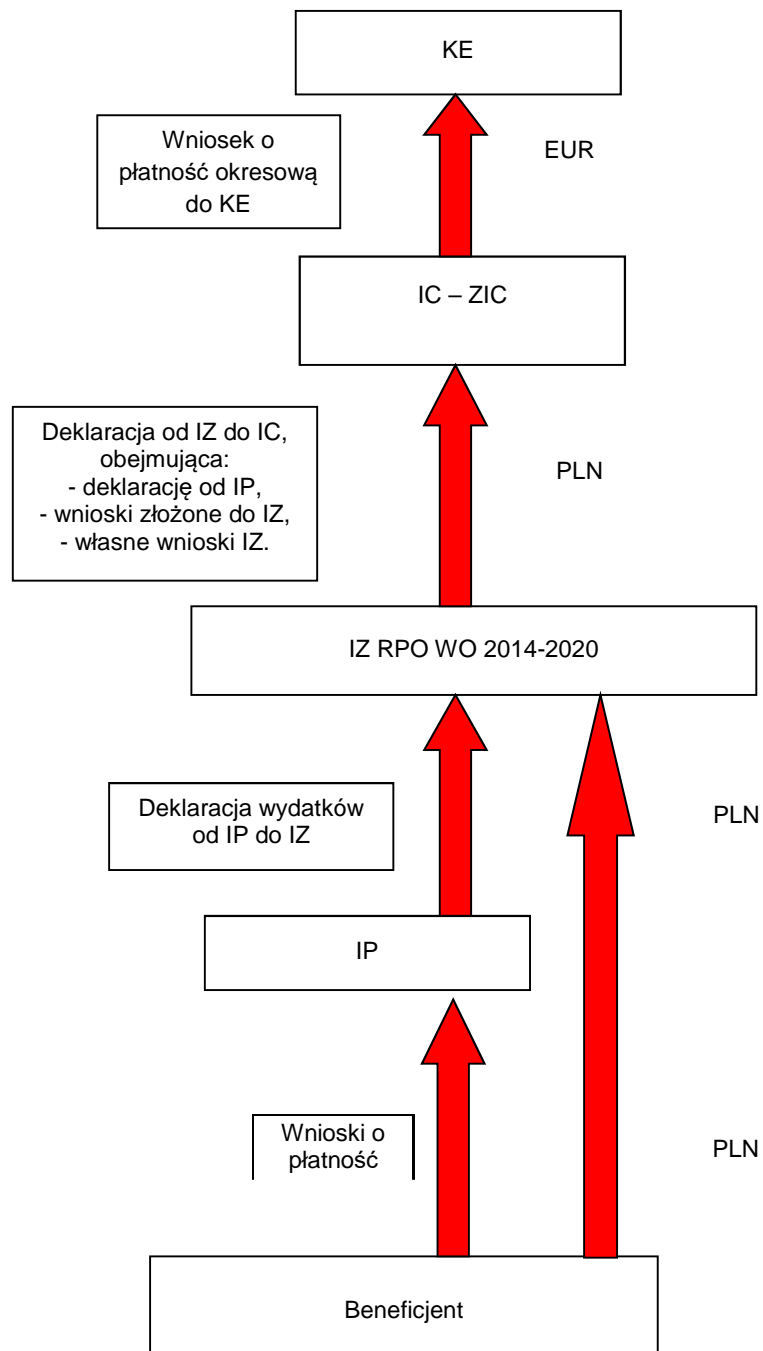 KE
Wniosek o
płatność okresową
do KE
EUR
IC – ZIC
Deklaracja od IZ do IC,
obejmująca:
- deklarację od IP,
- wnioski złożone do IZ,
- własne wnioski IZ.
PLN
IZ RPO WO 2014-2020
Deklaracja wydatków
od IP do IZ
PLN
IP
Wnioski o
płatność
PLN
Beneficjent